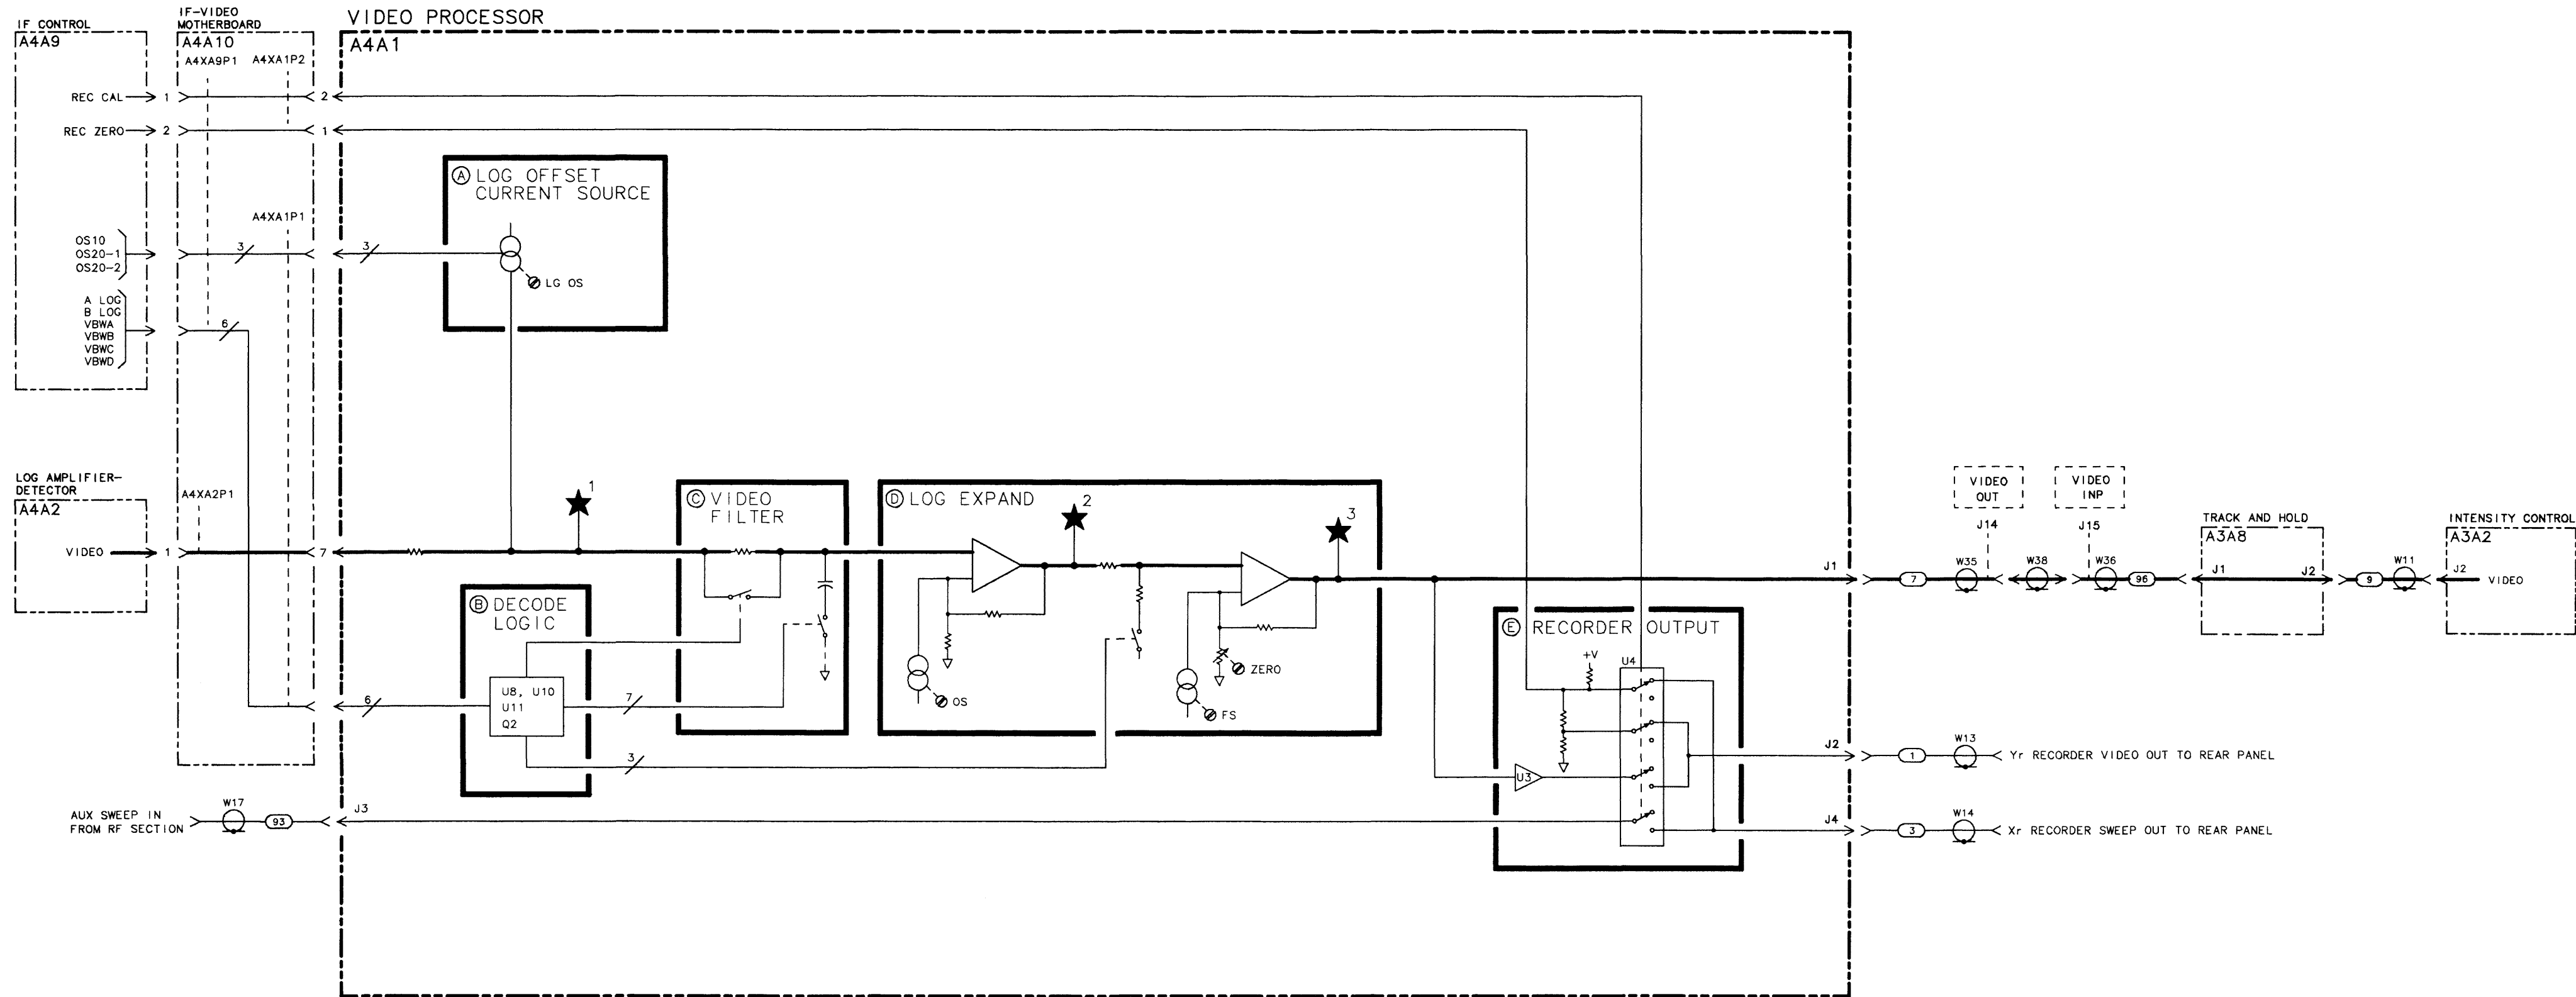 VIDEO PROCESSOR
A4A1
IF CONTROL
A4A9
REC CAL
1
REC ZERO
2
OS10
OS20-1
OS20-2
A LOG
B LOG
VBWA
VBWB
VBWC
VBWD
IF-VIDEO
MOTHERBOARD
A4A10
A4XA9P1
A4XA1P2
2
1
A4XA1P1
3
3
6
Ⓐ LOG OFFSET
CURRENT SOURCE
LG OS
LOG AMPLIFIER-
DETECTOR
A4A2
VIDEO
1
A4XA2P1
7
1
Ⓒ VIDEO
FILTER
Ⓑ DECODE
LOGIC
U8, U10
U11
Q2
6
7
3
Ⓓ LOG EXPAND
2
3
OS
ZERO
FS
Ⓔ RECORDER OUTPUT
+V
U4
U3
J1
J2
J4
J3
AUX SWEEP IN
FROM RF SECTION
W17
93
7
W35
VIDEO
OUT
J14
W38
VIDEO
INP
J15
W36
96
TRACK AND HOLD
A3A8
J1
J2
9
W11
INTENSITY CONTROL
A3A2
J2
VIDEO
1
W13
Yr RECORDER VIDEO OUT TO REAR PANEL
3
W14
Xr RECORDER SWEEP OUT TO REAR PANEL